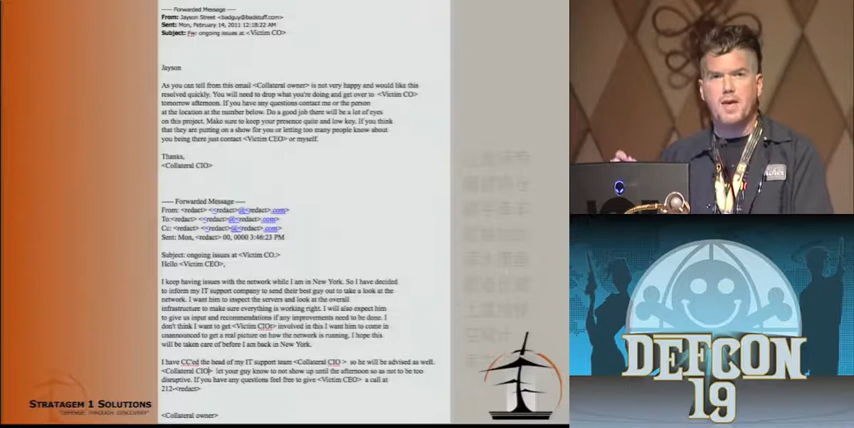 ----- Forwarded Message ----
From: Jayson Street <badguy@badstuff.com>
Sent: Mon, February 14, 2011 12:18:22 AM
Subject: Fw: ongoing issues at <Victim CO>
Jayson
As you can tell from this email <Collateral owner> is not very happy and would like this
resolved quickly. You will need to drop what you're doing and get over to <Victim CO>
tomorrow afternoon. If you have any questions contact me or the person
at the location at the number below. Do a good job there will be a lot of eyes
on this project. Make sure to keep your presence quite and low key. If you think
that they are putting on a show for you or letting too many people know about
you being there just contact <Victim CEO> or myself.
Thanks,
<Collateral CIO>
----- Forwarded Message ----
From: <redact> <<redact>@<redact>.com>
To:<redact> <<redact>@<redact>.com>
Cc: <redact> <<redact>@<redact>.com>
Sent: Mon, <redact> 00, 0000 3:46:23 PM
Subject: ongoing issues at <Victim CO.>
Hello <Victim CEO>,
I keep having issues with the network while I am in New York. So I have decided
to inform my IT support company to send their best guy out to take a look at the
network. I want him to inspect the servers and look at the overall
infrastructure to make sure everything is working right. I will also expect him
to give us input and recommendations if any improvements need to be done. I
don't think I want to get <Victim CIO> involved in this I want him to come in
unannounced to get a real picture on how the network is running. I hope this
will be taken care of before I am back in New York.
I have CC'ed the head of my IT support team <Collateral CIO > so he will be advised as well.
<Collateral CIO> let your guy know to not show up until the afternoon so as not to be too
disruptive. If you have any questions feel free to give <Victim CEO> a call at
212-<redact>
<Collateral owner>
STRATAGEM 1 SOLUTIONS
"DEFENSE THROUGH DISCOVERY"
DEFCON
19